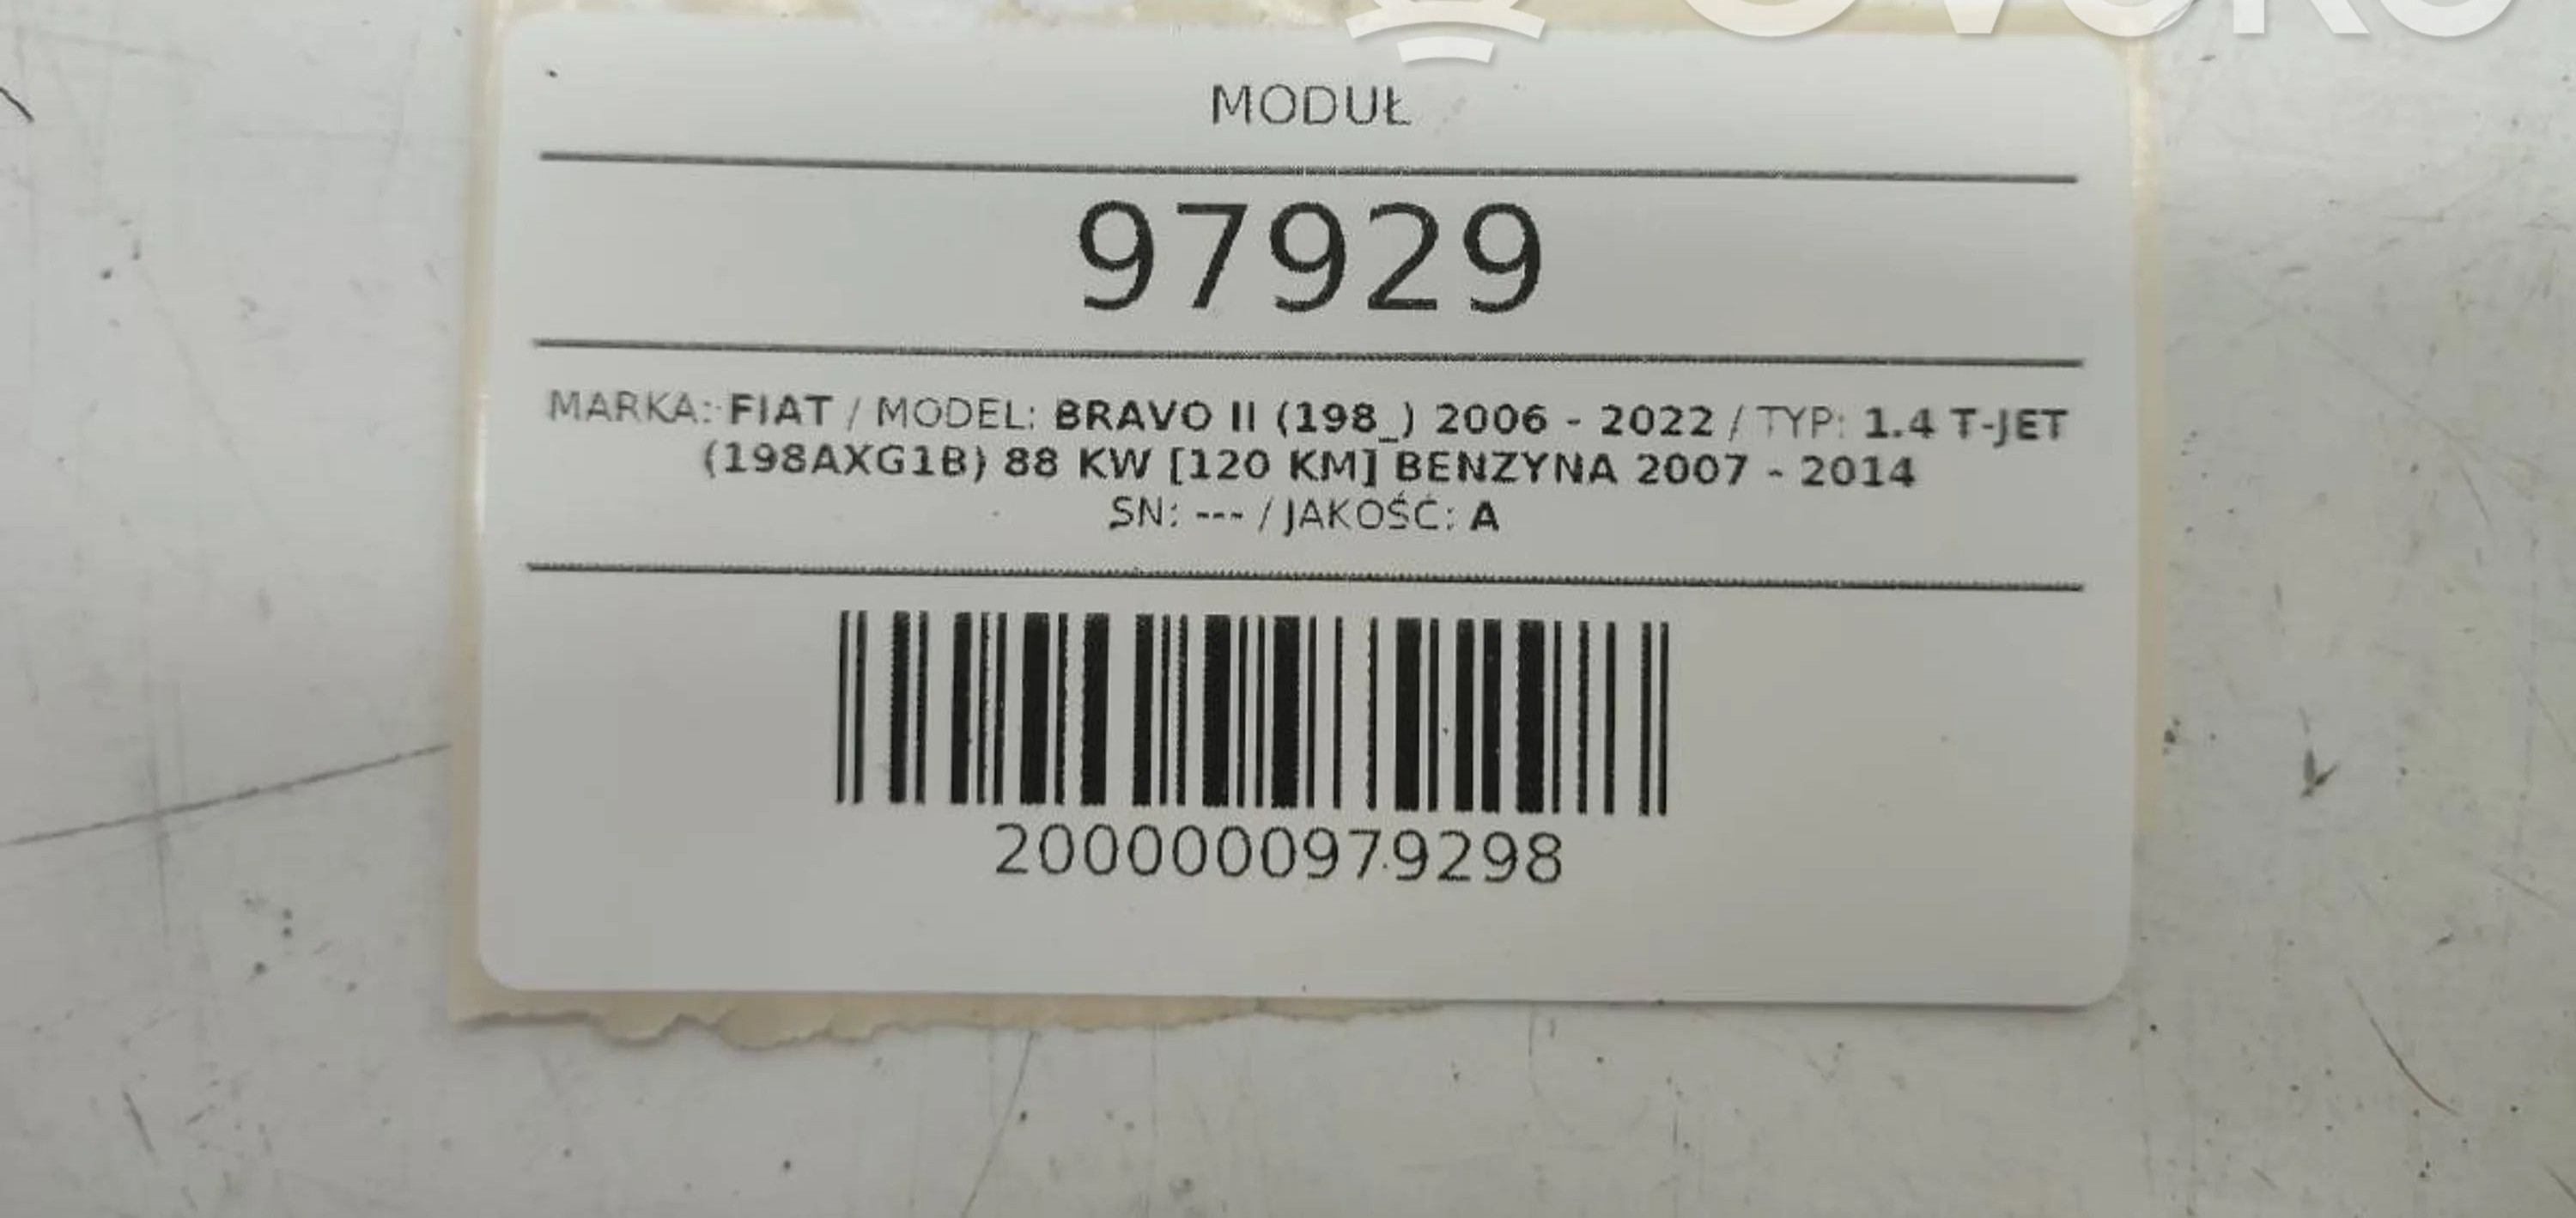 MODUŁ
97929
MARKA: FIAT / MODEL: BRAVO II (198_) 2006 - 2022 / TYP: 1.4 T-JET
(198AXG1B) 88 KW [120 KM] BENZYNA 2007 - 2014
SN: --- / JAKOŚĆ: A
2000000979298